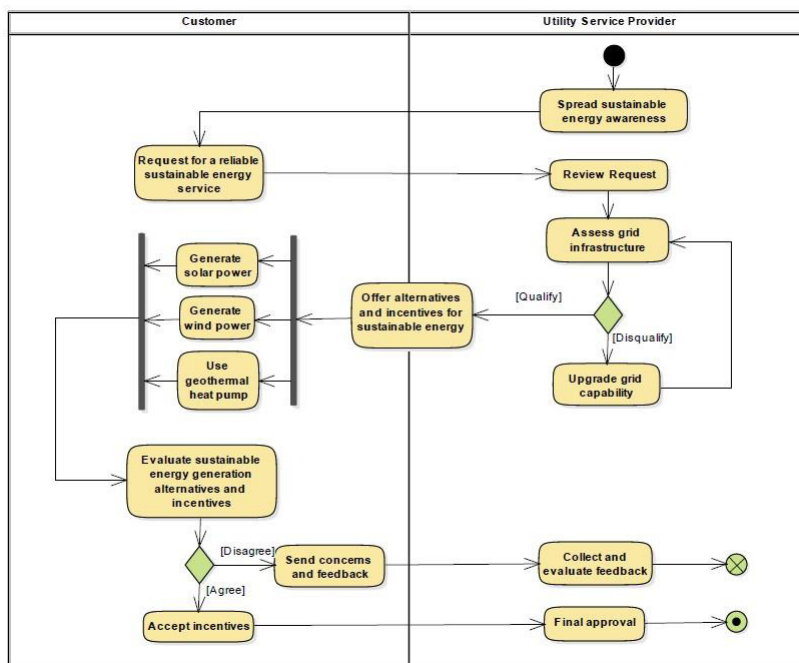 Customer
Utility Service Provider
Spread sustainable
energy awareness
Request for a reliable
sustainable energy
service
Review Request
Assess grid
infrastructure
Generate
solar power
Generate
wind power
Use
geothermal
heat pump
Offer alternatives
and incentives for
sustainable energy
[Qualify]
[Disqualify]
Upgrade grid
capability
Evaluate sustainable
energy generation
alternatives and
incentives
[Disagree]
Send concerns
and feedback
Collect and
evaluate feedback
[Agree]
Accept incentives
Final approval